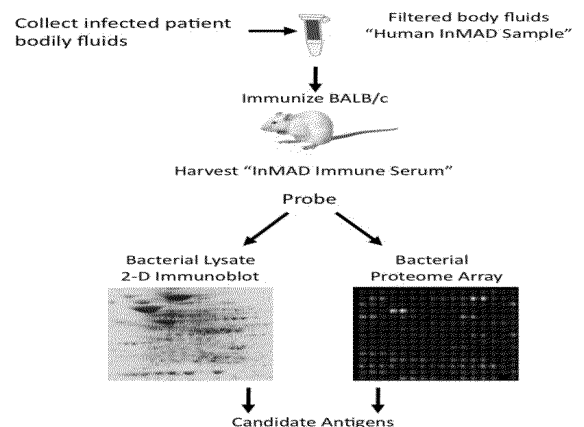 Collect infected patient
bodily fluids
Filtered body fluids
“Human InMAD Sample”
Immunize BALB/c
Harvest “InMAD Immune Serum”
Probe
Bacterial Lysate
2-D Immunoblot
Bacterial
Proteome Array
Candidate Antigens